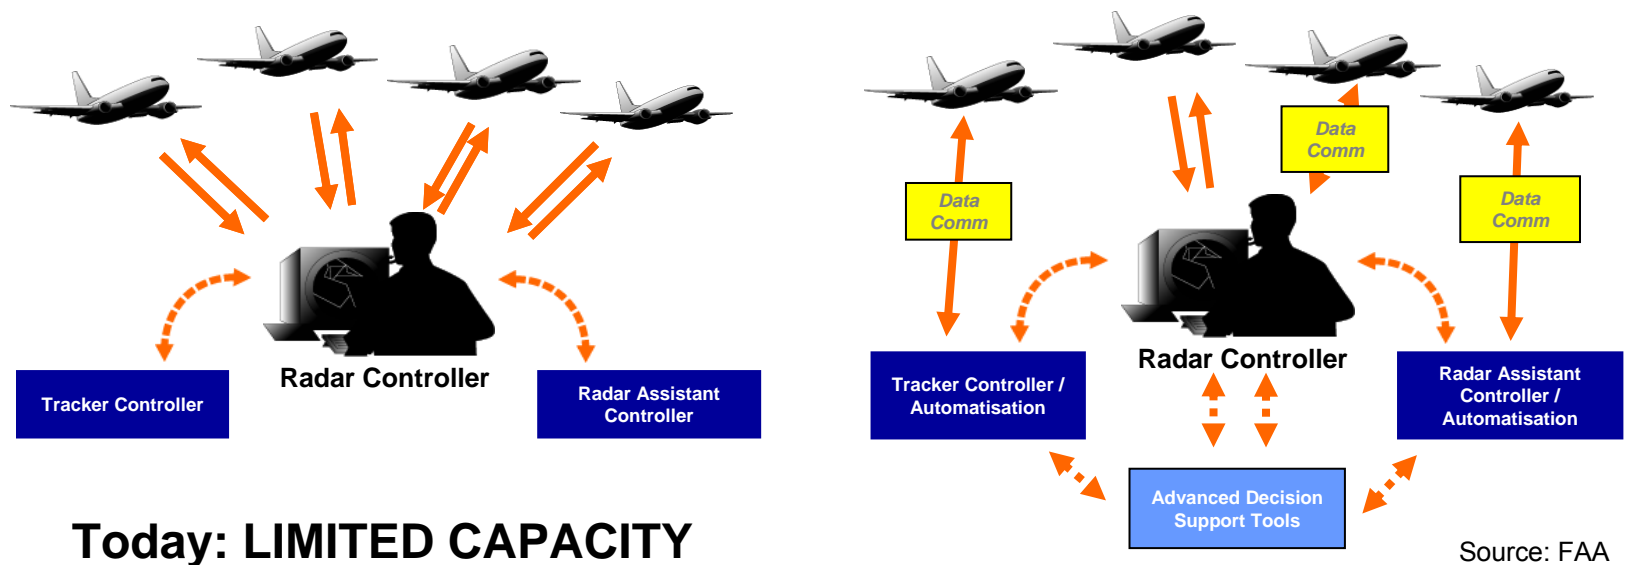 Radar Controller
Tracker Controller
Radar Assistant
Controller
Today: LIMITED CAPACITY
Data
Comm
Data
Comm
Data
Comm
Radar Controller
Tracker Controller /
Automatisation
Radar Assistant
Controller /
Automatisation
Advanced Decision
Support Tools
Source: FAA